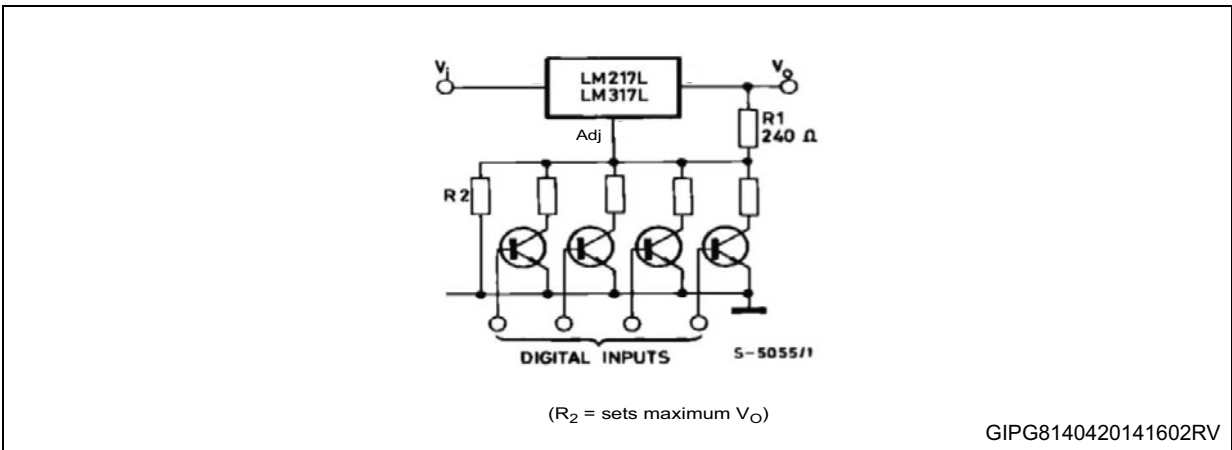 Vi
Vo
LM217L
LM317L
R1
240 Ω
Adj
R2
DIGITAL INPUTS
S-5055/1
(R2 = sets maximum VO)
GIPG8140420141602RV